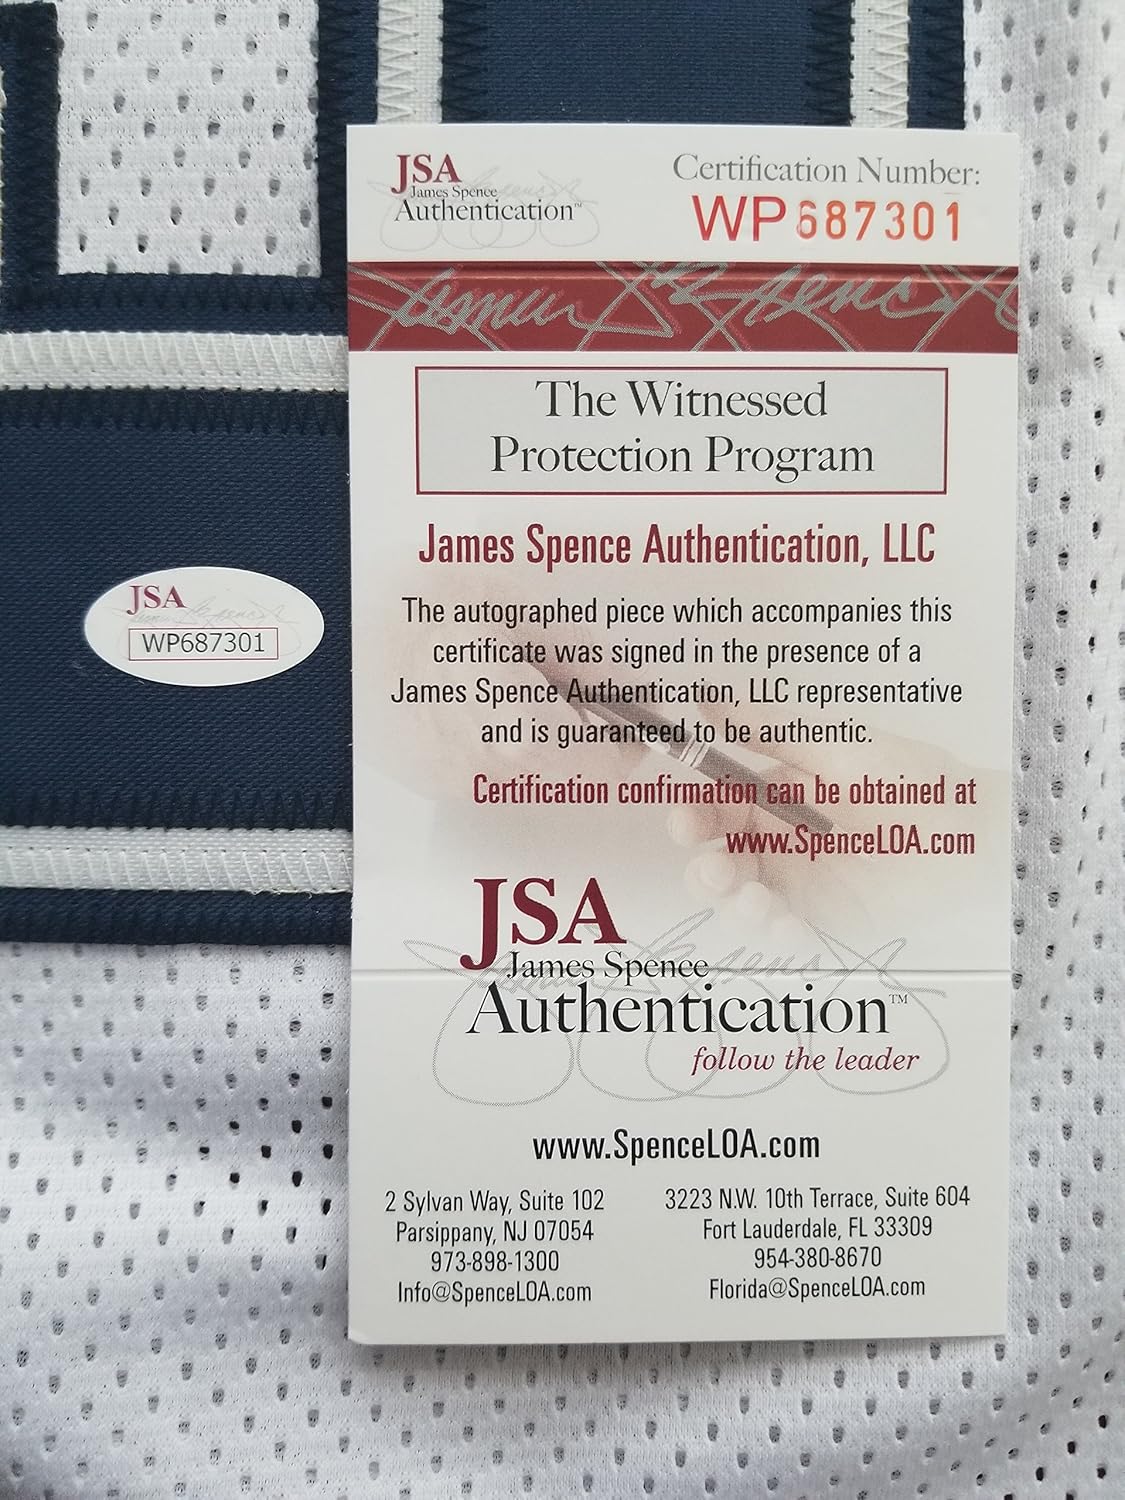 JSA
James Spence
Authentication™
Certification Number:
WP687301
The Witnessed
Protection Program
James Spence Authentication, LLC
The autographed piece which accompanies this
certificate was signed in the presence of a
James Spence Authentication, LLC representative
and is guaranteed to be authentic.
Certification confirmation can be obtained at
www.SpenceLOA.com
JSA
James Spence
Authentication™
follow the leader
www.SpenceLOA.com
2 Sylvan Way, Suite 102
Parsippany, NJ 07054
973-898-1300
Info@SpenceLOA.com
3223 N.W. 10th Terrace, Suite 604
Fort Lauderdale, FL 33309
954-380-8670
Florida@SpenceLOA.com
JSA
WP687301